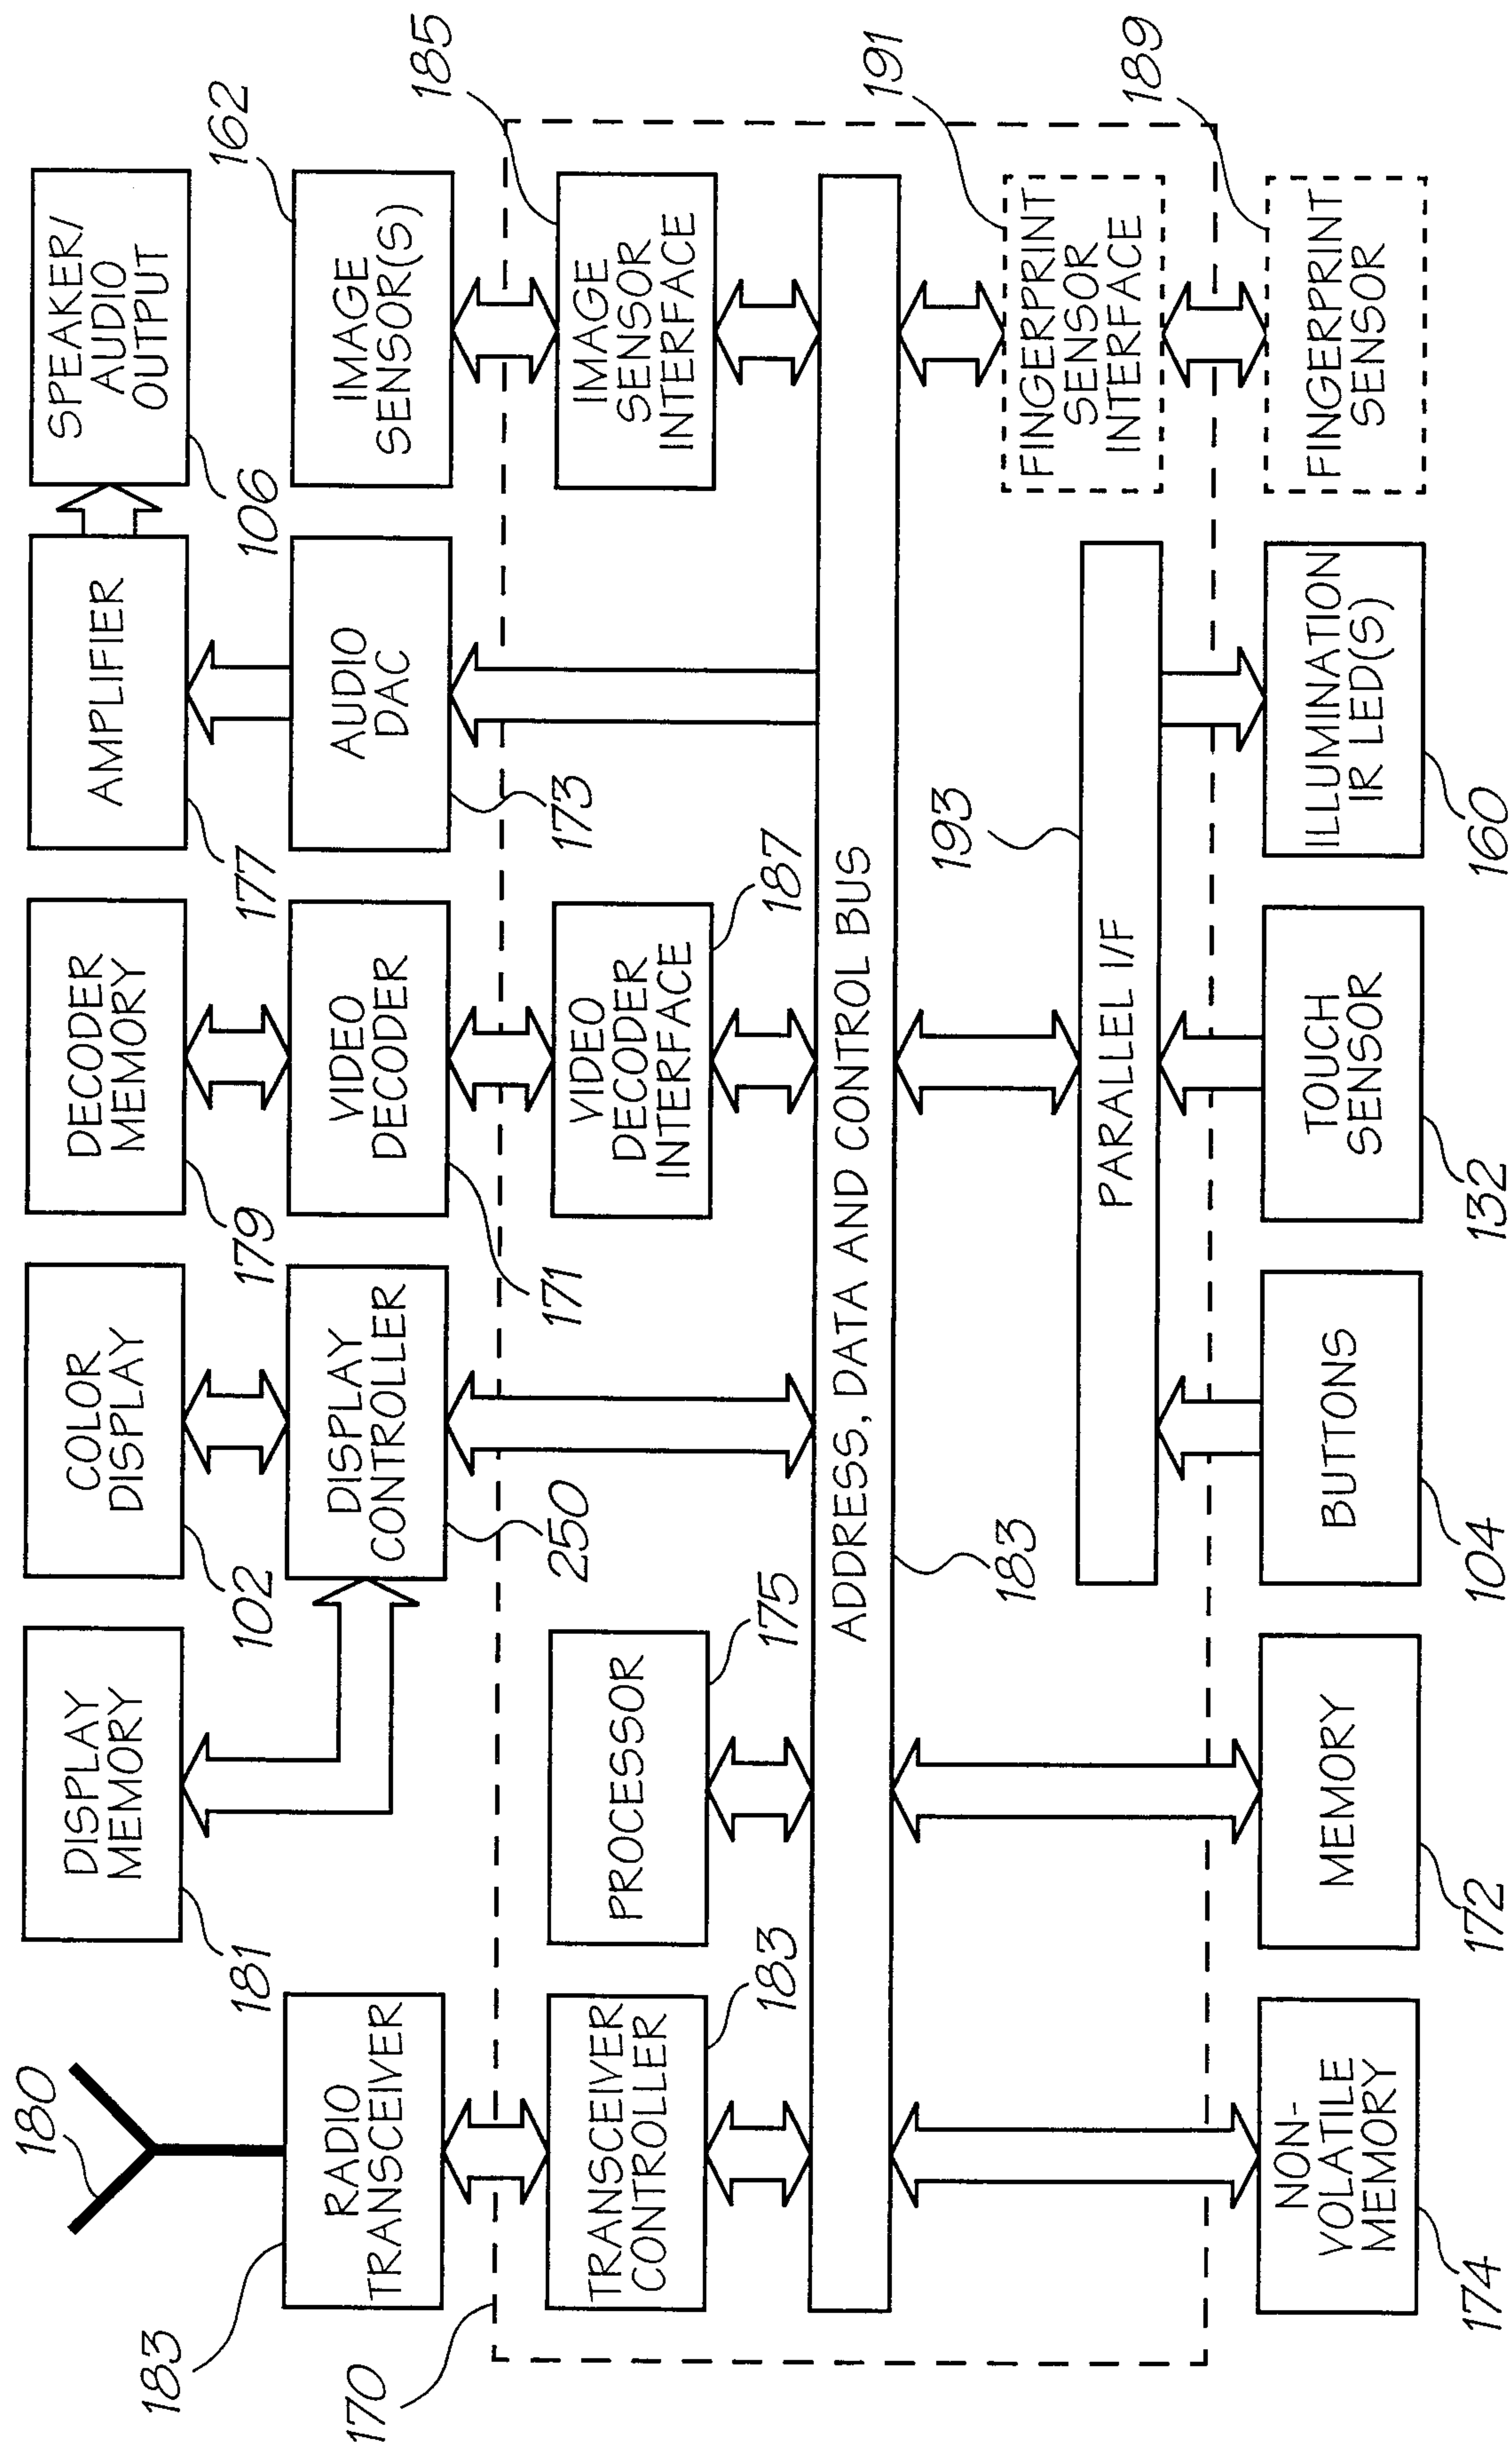 180
DISPLAY
MEMORY
COLOR
DISPLAY
DECODER
MEMORY
AMPLIFIER
SPEAKER/
AUDIO
OUTPUT
183
181
102
179
177
106
162
RADIO
TRANSCEIVER
DISPLAY
CONTROLLER
VIDEO
DECODER
AUDIO
DAC
IMAGE
SENSOR(S)
170
250
171
173
185
TRANSCEIVER
CONTROLLER
PROCESSOR
VIDEO
DECODER
INTERFACE
IMAGE
SENSOR
INTERFACE
183
175
187
ADDRESS, DATA AND CONTROL BUS
183
193
191
PARALLEL I/F
FINGERPRINT
SENSOR
INTERFACE
189
NON-
VOLATILE
MEMORY
MEMORY
BUTTONS
TOUCH
SENSOR
ILLUMINATION
IR LED(S)
FINGERPRINT
SENSOR
174
172
104
132
160